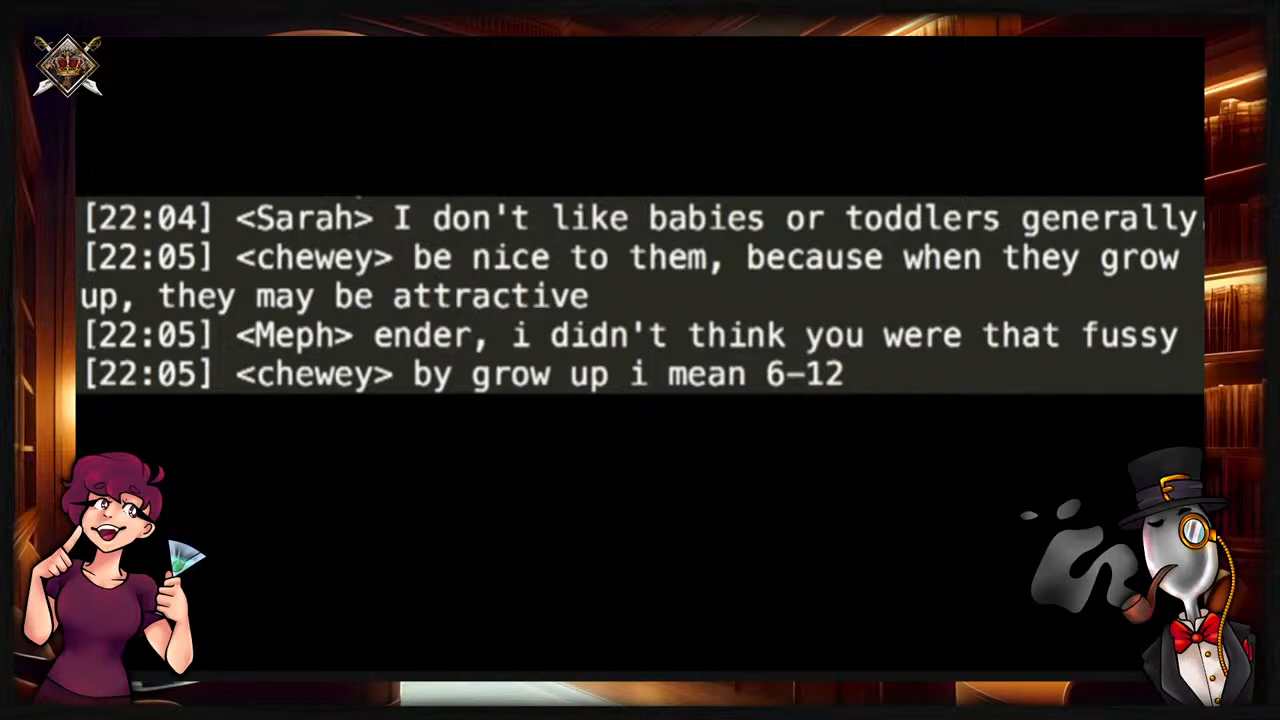 [22:04] <Sarah> I don't like babies or toddlers generally.
[22:05] <chewey> be nice to them, because when they grow
up, they may be attractive
[22:05] <Meph> ender, i didn't think you were that fussy
[22:05] <chewey> by grow up i mean 6-12